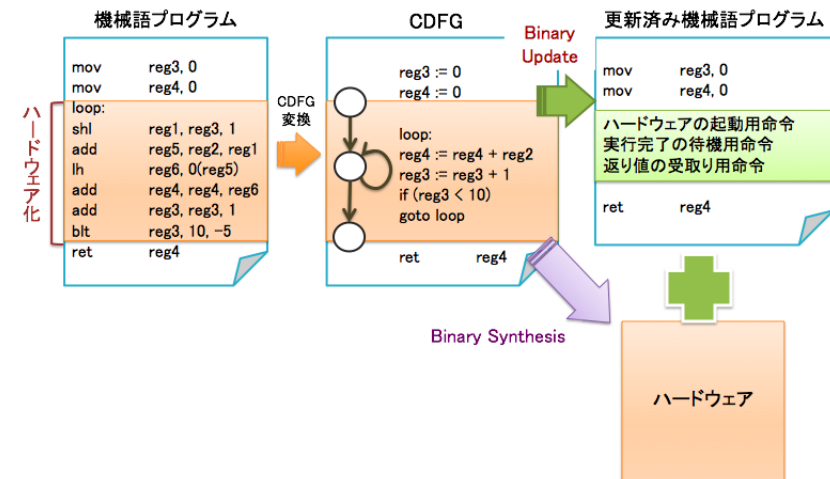 機械語プログラム
mov reg3, 0
mov reg4, 0
loop:
shl reg1, reg3, 1
add reg5, reg2, reg1
lh reg6, 0(reg5)
add reg4, reg4, reg6
add reg3, reg3, 1
blt reg3, 10, -5
ret reg4
ハードウェア化
CDFG
変換
CDFG
reg3 := 0
reg4 := 0
loop:
reg4 := reg4 + reg2
reg3 := reg3 + 1
if (reg3 < 10)
goto loop
ret reg4
Binary
Update
更新済み機械語プログラム
mov reg3, 0
mov reg4, 0
ハードウェアの起動用命令
実行完了の待機用命令
返り値の受取り用命令
ret reg4
Binary Synthesis
ハードウェア